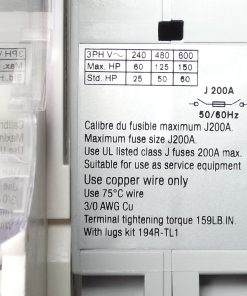 3PH V~ 240 480 600
Max. HP 60 125 150
Std. HP 25 50 60
J 200A
50/60Hz
Calibre du fusible maximum J200A.
Maximum fuse size J200A.
Use UL listed class J fuses 200A max.
Suitable for use as service equipment
Use copper wire only
Use 75°C wire
3/0 AWG Cu
Terminal tightening torque 159LB.IN.
With lugs kit 194R-TL1